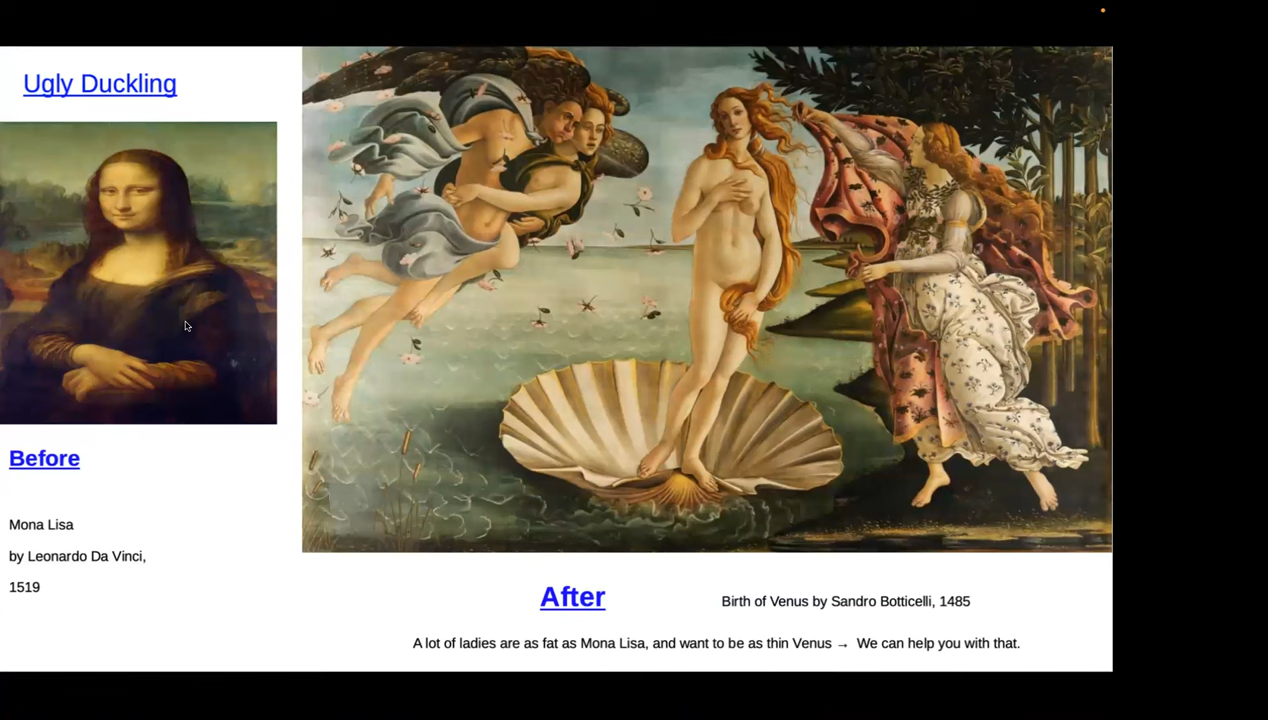 Ugly Duckling
Before
Mona Lisa
by Leonardo Da Vinci,
1519
After
Birth of Venus by Sandro Botticelli, 1485
A lot of ladies are as fat as Mona Lisa, and want to be as thin Venus → We can help you with that.